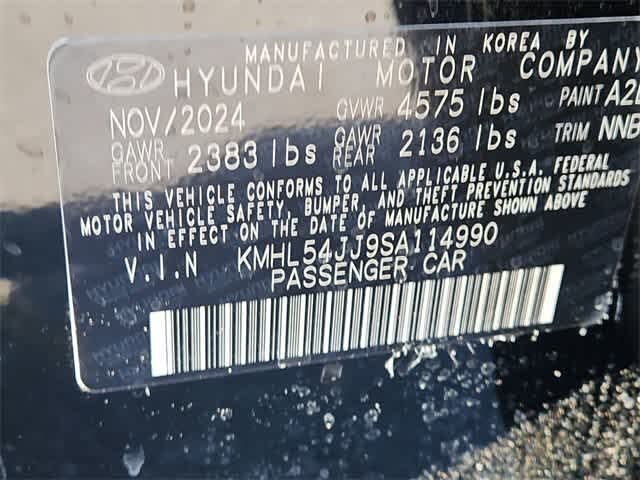 MANUFACTURED IN KOREA BY
HYUNDAI MOTOR COMPANY
NOV/2024 GVWR 4575 lbs PAINT
GAWR FRONT 2383 lbs GAWR REAR 2136 lbs TRIM NNB
THIS VEHICLE CONFORMS TO ALL APPLICABLE U.S.A. FEDERAL
MOTOR VEHICLE SAFETY, BUMPER, AND THEFT PREVENTION STANDARDS
IN EFFECT ON THE DATE OF MANUFACTURE SHOWN ABOVE
V.I.N KMHL54JJ9SA114990
PASSENGER CAR